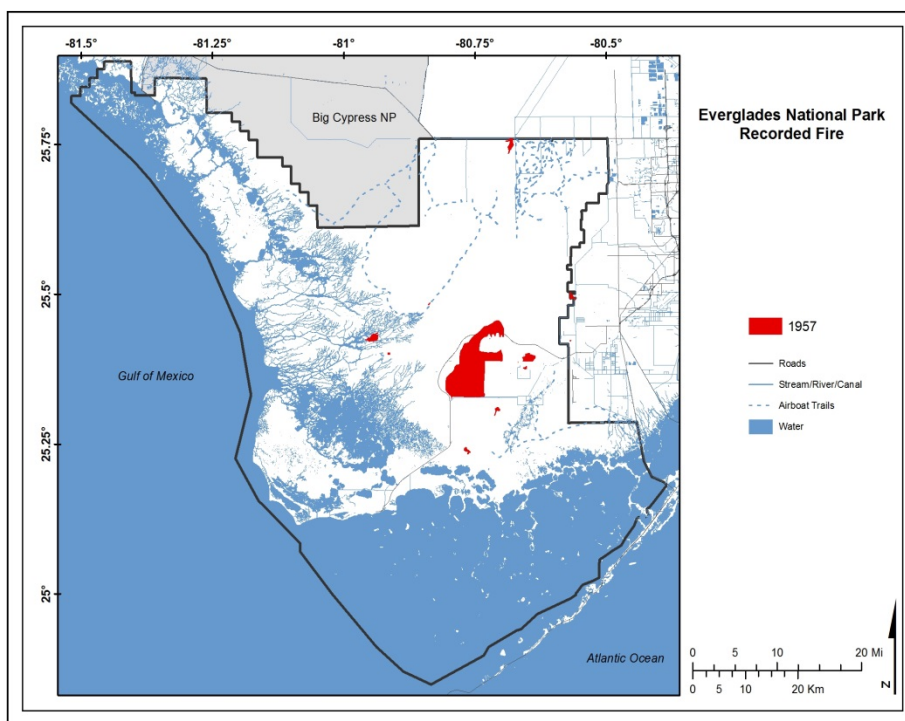 -81.5° -81.25° -81° -80.75° -80.5°
Big Cypress NP
Everglades National Park
Recorded Fire
25.75°
25.5°
Gulf of Mexico
1957
Roads
Stream/River/Canal
Airboat Trails
Water
25.25°
25°
Atlantic Ocean
0 5 10 20 Mi
0 5 10 20 Km
N